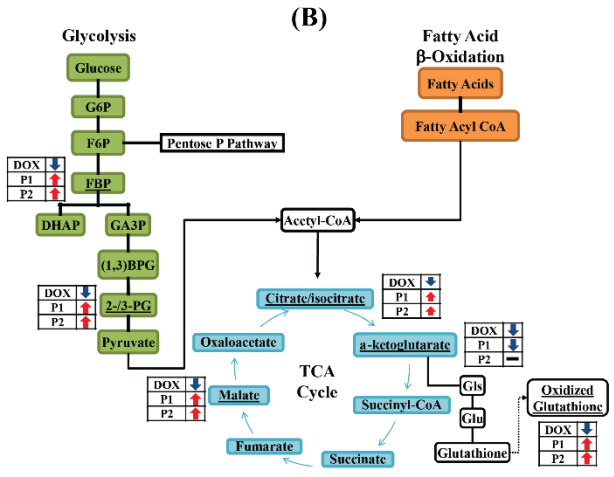 (B)
Glycolysis
Fatty Acid
β-Oxidation
Glucose
Fatty Acids
G6P
F6P
Pentose P Pathway
Fatty Acyl CoA
DOX
P1
P2
FBP
DHAP
GA3P
Acetyl-CoA
(1,3)BPG
DOX
P1
P2
2-/3-PG
Citrate/isocitrate
DOX
P1
P2
Pyruvate
Oxaloacetate
a-ketoglutarate
DOX
P1
P2
TCA
Cycle
DOX
P1
P2
Malate
Gls
Succinyl-CoA
Glu
Oxidized
Glutathione
Fumarate
Succinate
Glutathione
DOX
P1
P2